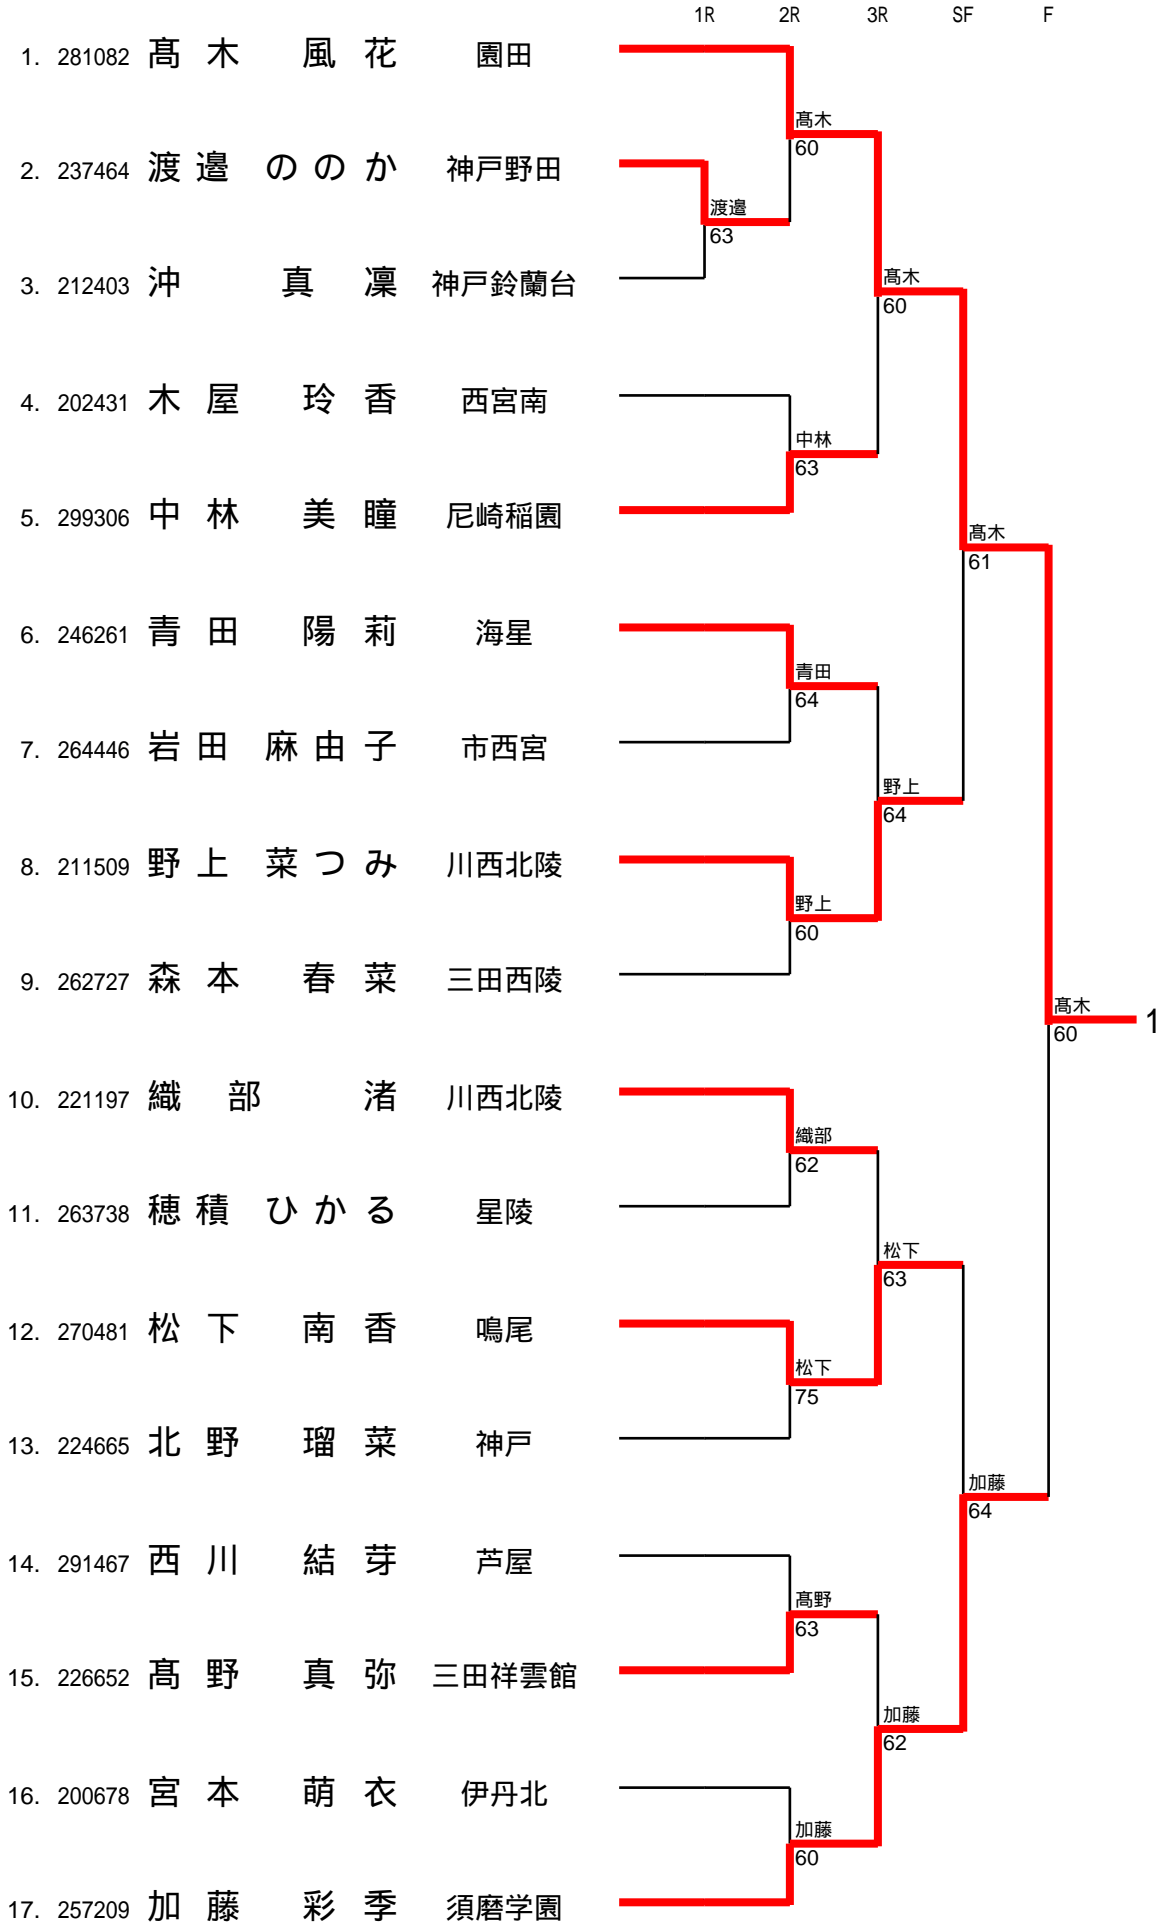 1R 2R 3R SF F
1. 281082 髙木 風花 園田
髙木
60
2. 237464 渡邉 ののか 神戸野田
渡邉
63
3. 212403 沖 真凜 神戸鈴蘭台
髙木
60
4. 202431 木屋 玲香 西宮南
中林
63
5. 299306 中林 美瞳 尼崎稲園
髙木
61
6. 246261 青田 陽莉 海星
青田
64
7. 264446 岩田 麻由子 市西宮
野上
64
8. 211509 野上 菜つみ 川西北陵
野上
60
9. 262727 森本 春菜 三田西陵
髙木
60
1
10. 221197 織部 渚 川西北陵
織部
62
11. 263738 穂積 ひかる 星陵
松下
63
12. 270481 松下 南香 鳴尾
松下
75
13. 224665 北野 瑠菜 神戸
加藤
64
14. 291467 西川 結芽 芦屋
髙野
63
15. 226652 髙野 真弥 三田祥雲館
加藤
62
16. 200678 宮本 萌衣 伊丹北
加藤
60
17. 257209 加藤 彩季 須磨学園